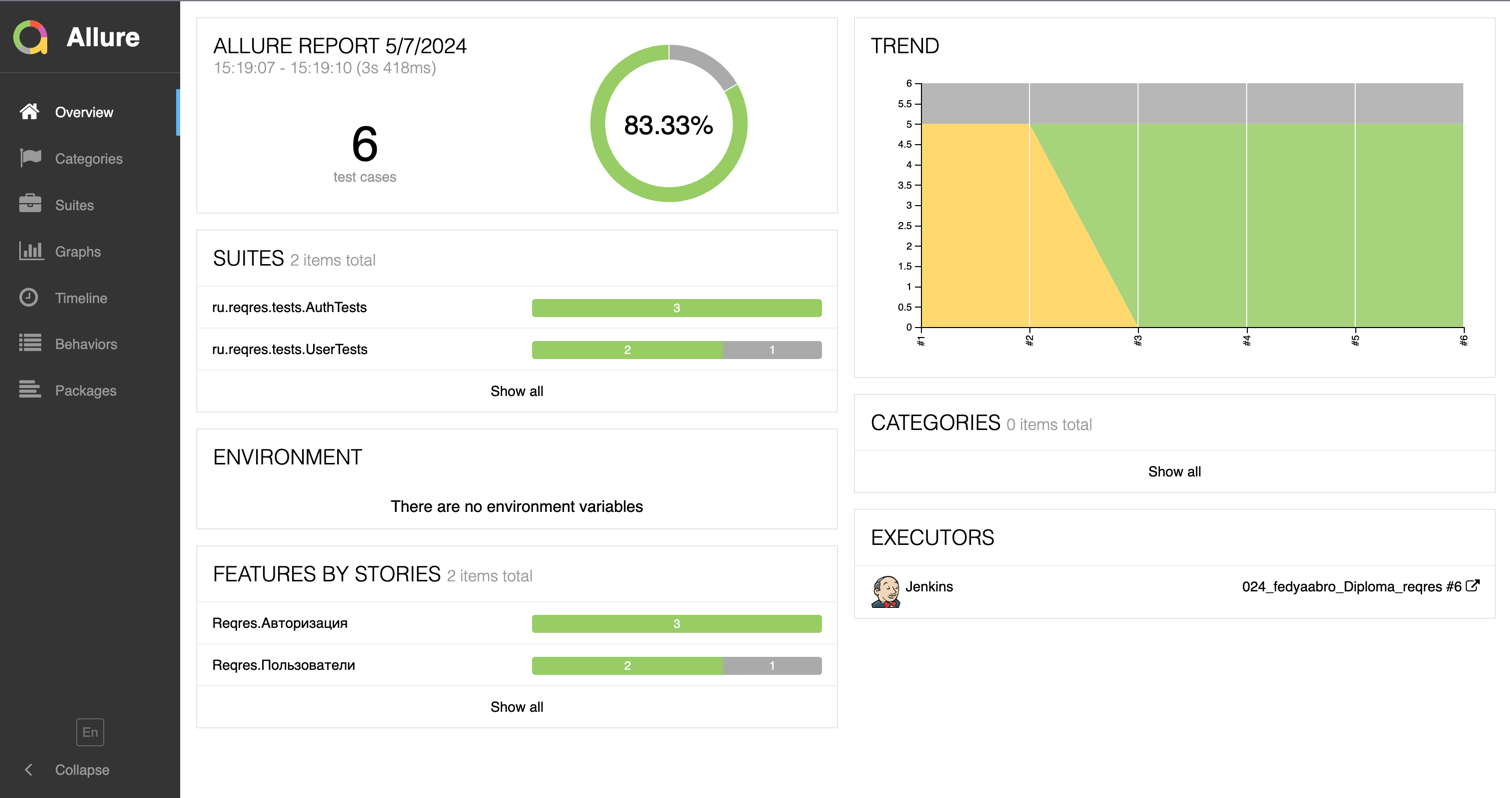 Allure
Overview
Categories
Suites
Graphs
Timeline
Behaviors
Packages
En
Collapse
ALLURE REPORT 5/7/2024
15:19:07 - 15:19:10 (3s 418ms)
6
test cases
83.33%
SUITES 2 items total
ru.reqres.tests.AuthTests 3
ru.reqres.tests.UserTests 2 1
Show all
ENVIRONMENT
There are no environment variables
FEATURES BY STORIES 2 items total
Reqres.Авторизация 3
Reqres.Пользователи 2 1
Show all
TREND
6
5.5
5
4.5
4
3.5
3
2.5
2
1.5
1
0.5
0
#1 #2 #3 #4 #5 #6
CATEGORIES 0 items total
Show all
EXECUTORS
Jenkins 024_fedyaabro_Diploma_reqres #6